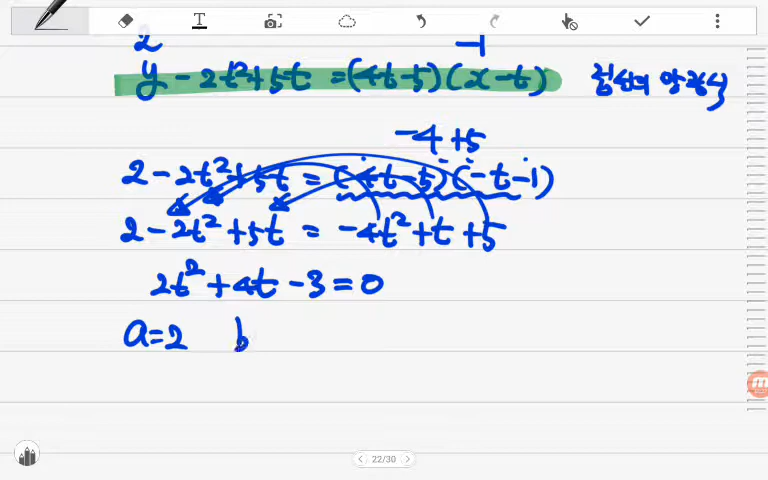 T
2 -1
y - 2t² + 5t = (4t-5)(x-t) 접선의 방정식
-4+5
2 - 2t² + 5t = (4t-5)(-t-1)
2 - 2t² + 5t = -4t² + t + 5
2t² + 4t - 3 = 0
a=2 b
22/30